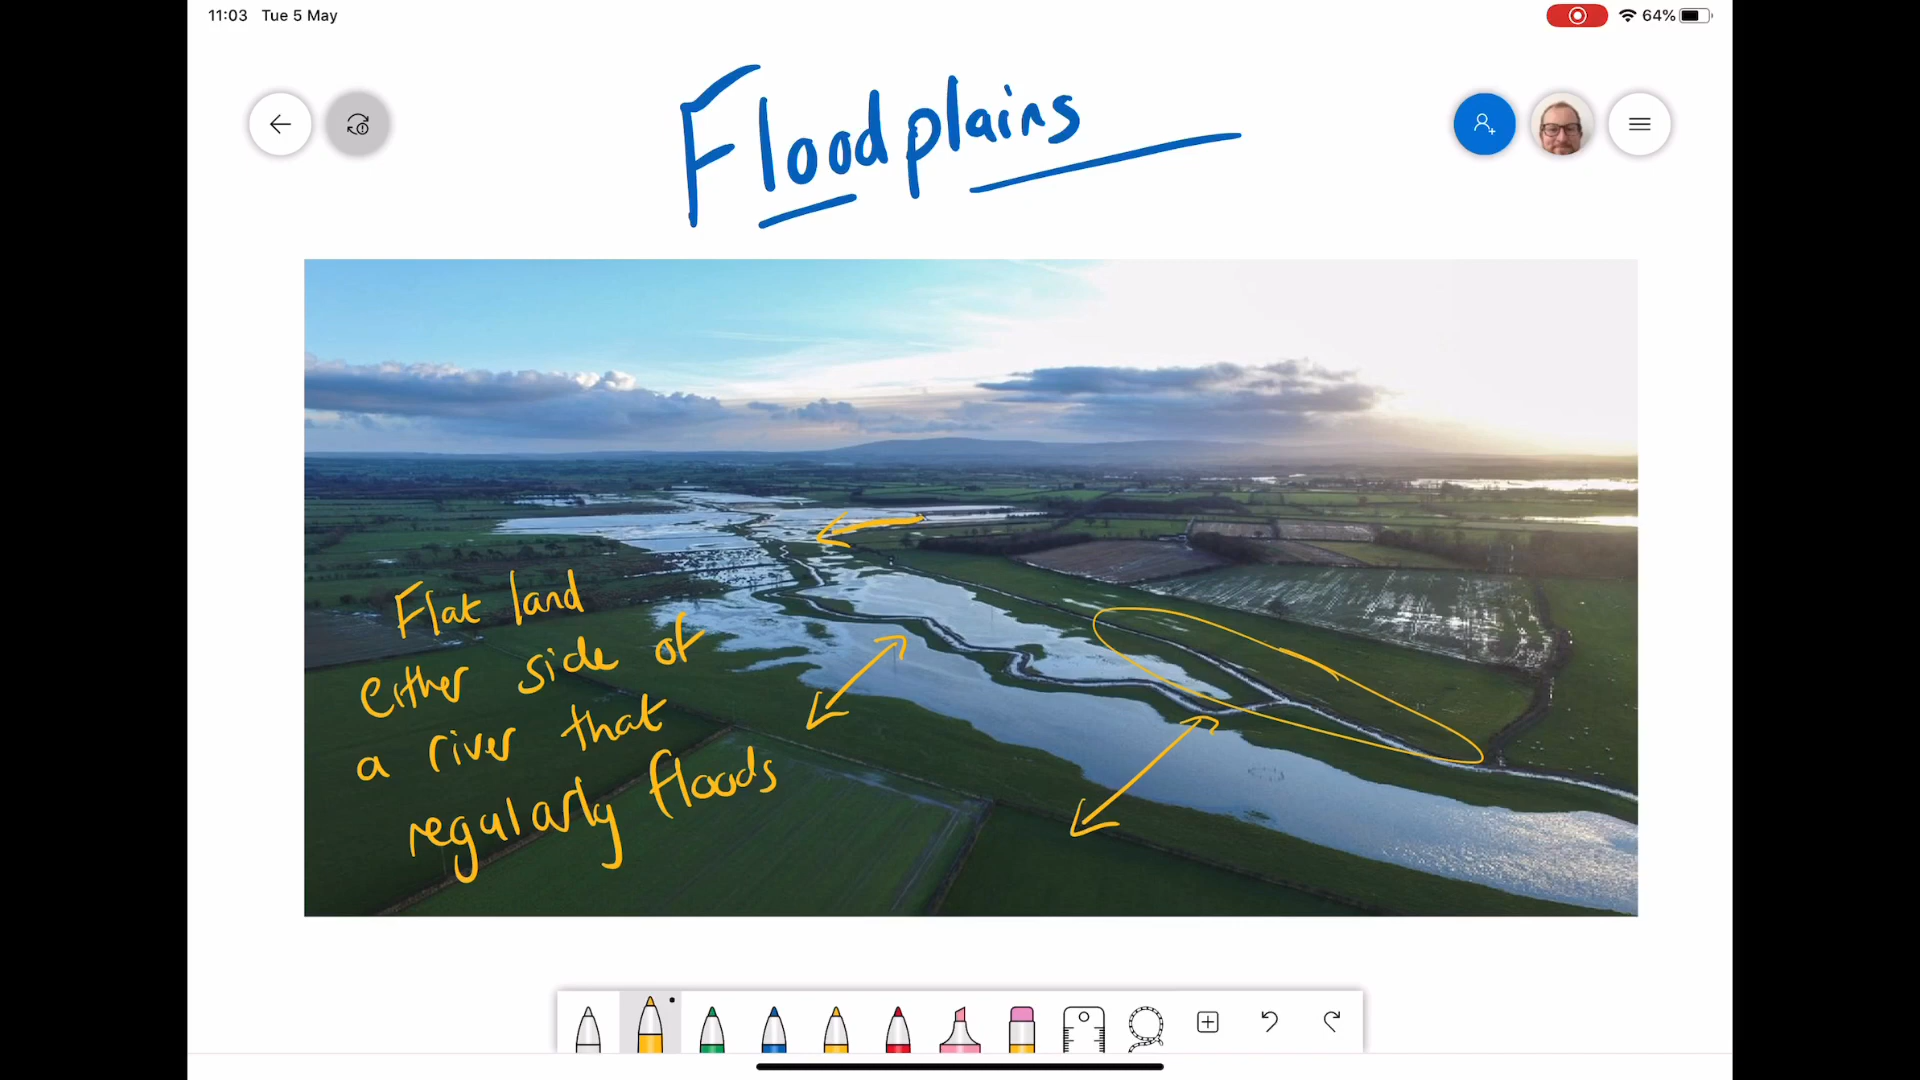 11:03 Tue 5 May
64%
Floodplains
Flat land
either side of
a river that
regularly floods